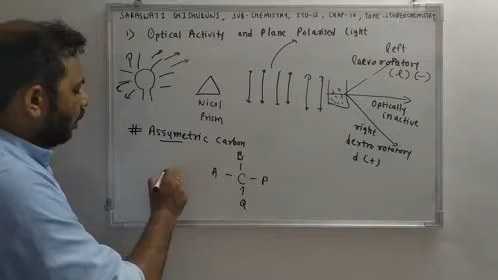 SARASWATI SHISHUKUNJ, SUB-CHEMISTRY, STD-12, CHAP-10, TOPIC-STEREOCHEMISTRY
1) Optical Activity and Plane Polarised Light
left
laevorotatory
(l) (-)
Nicol
Prism
Optically
inactive
right
dextro rotatory
d (+)
# Assymetric Carbon
B
A - C - P
Q